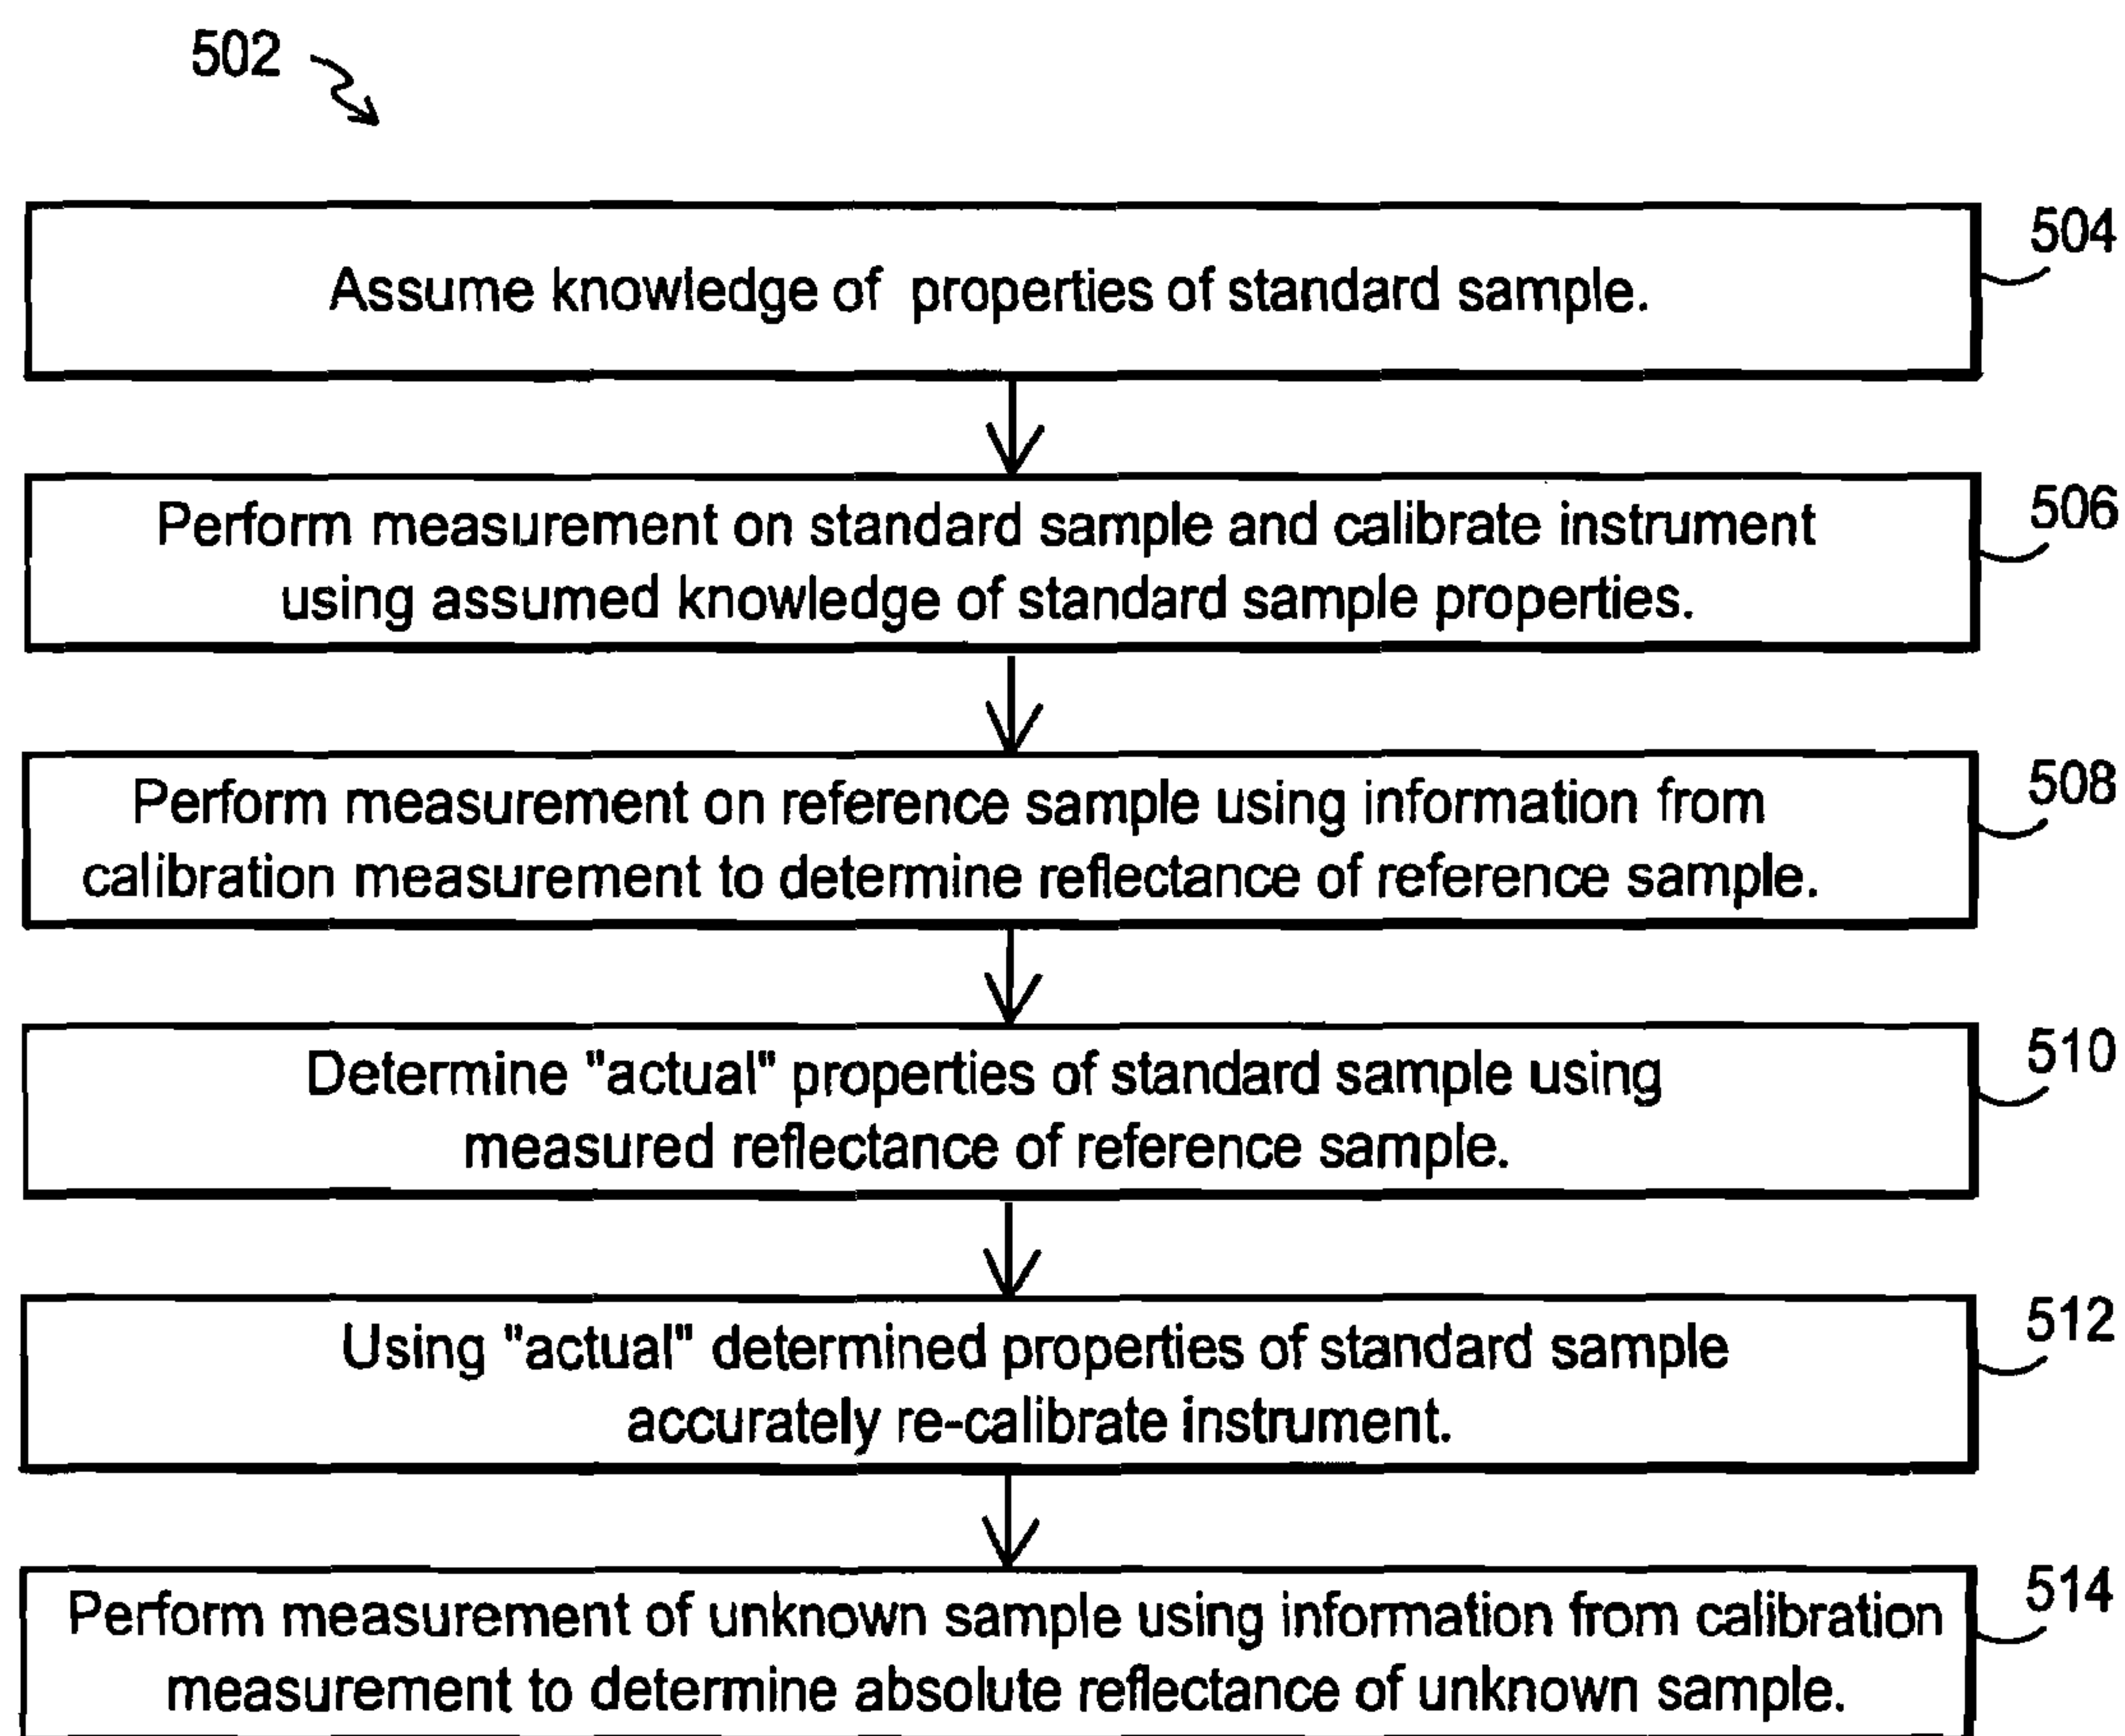 502
504
Assume knowledge of properties of standard sample.
506
Perform measurement on standard sample and calibrate instrument
using assumed knowledge of standard sample properties.
508
Perform measurement on reference sample using information from
calibration measurement to determine reflectance of reference sample.
510
Determine "actual" properties of standard sample using
measured reflectance of reference sample.
512
Using "actual" determined properties of standard sample
accurately re-calibrate instrument.
514
Perform measurement of unknown sample using information from calibration
measurement to determine absolute reflectance of unknown sample.